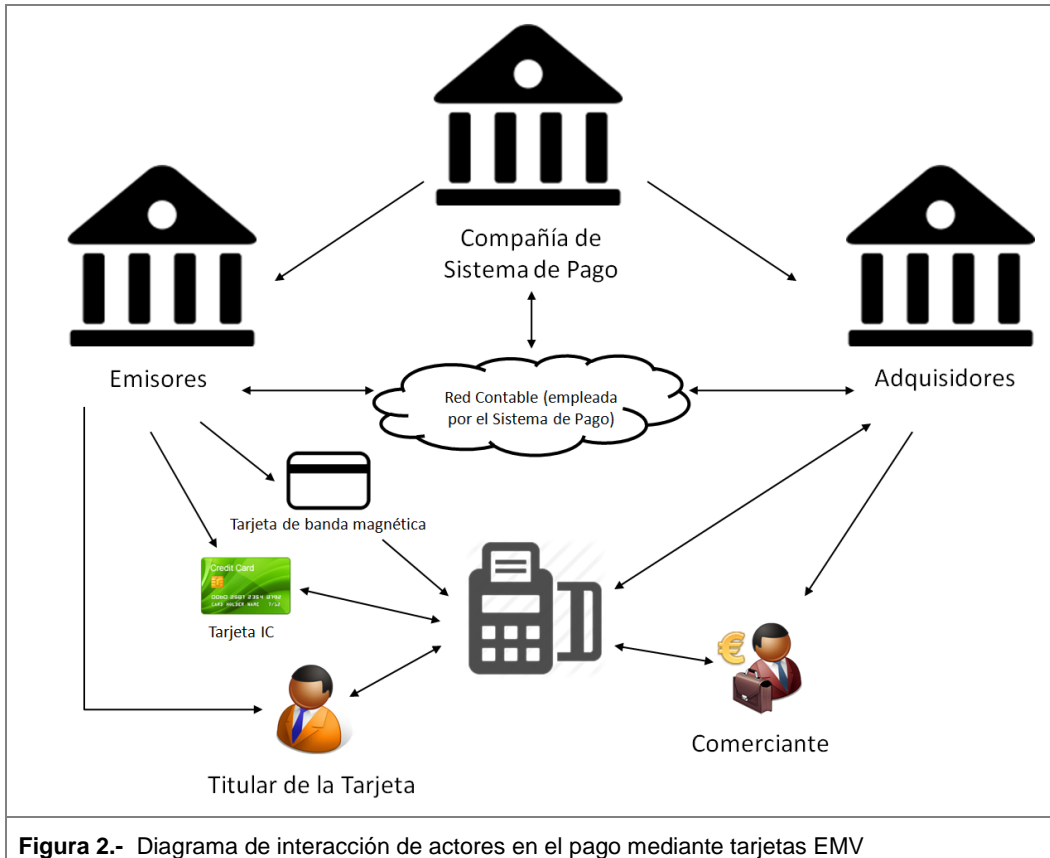 Compañía de
Sistema de Pago
Emisores
Adquisidores
Red Contable (empleada
por el Sistema de Pago)
Tarjeta de banda magnética
Credit Card
Tarjeta IC
€
Comerciante
Titular de la Tarjeta
Figura 2.- Diagrama de interacción de actores en el pago mediante tarjetas EMV